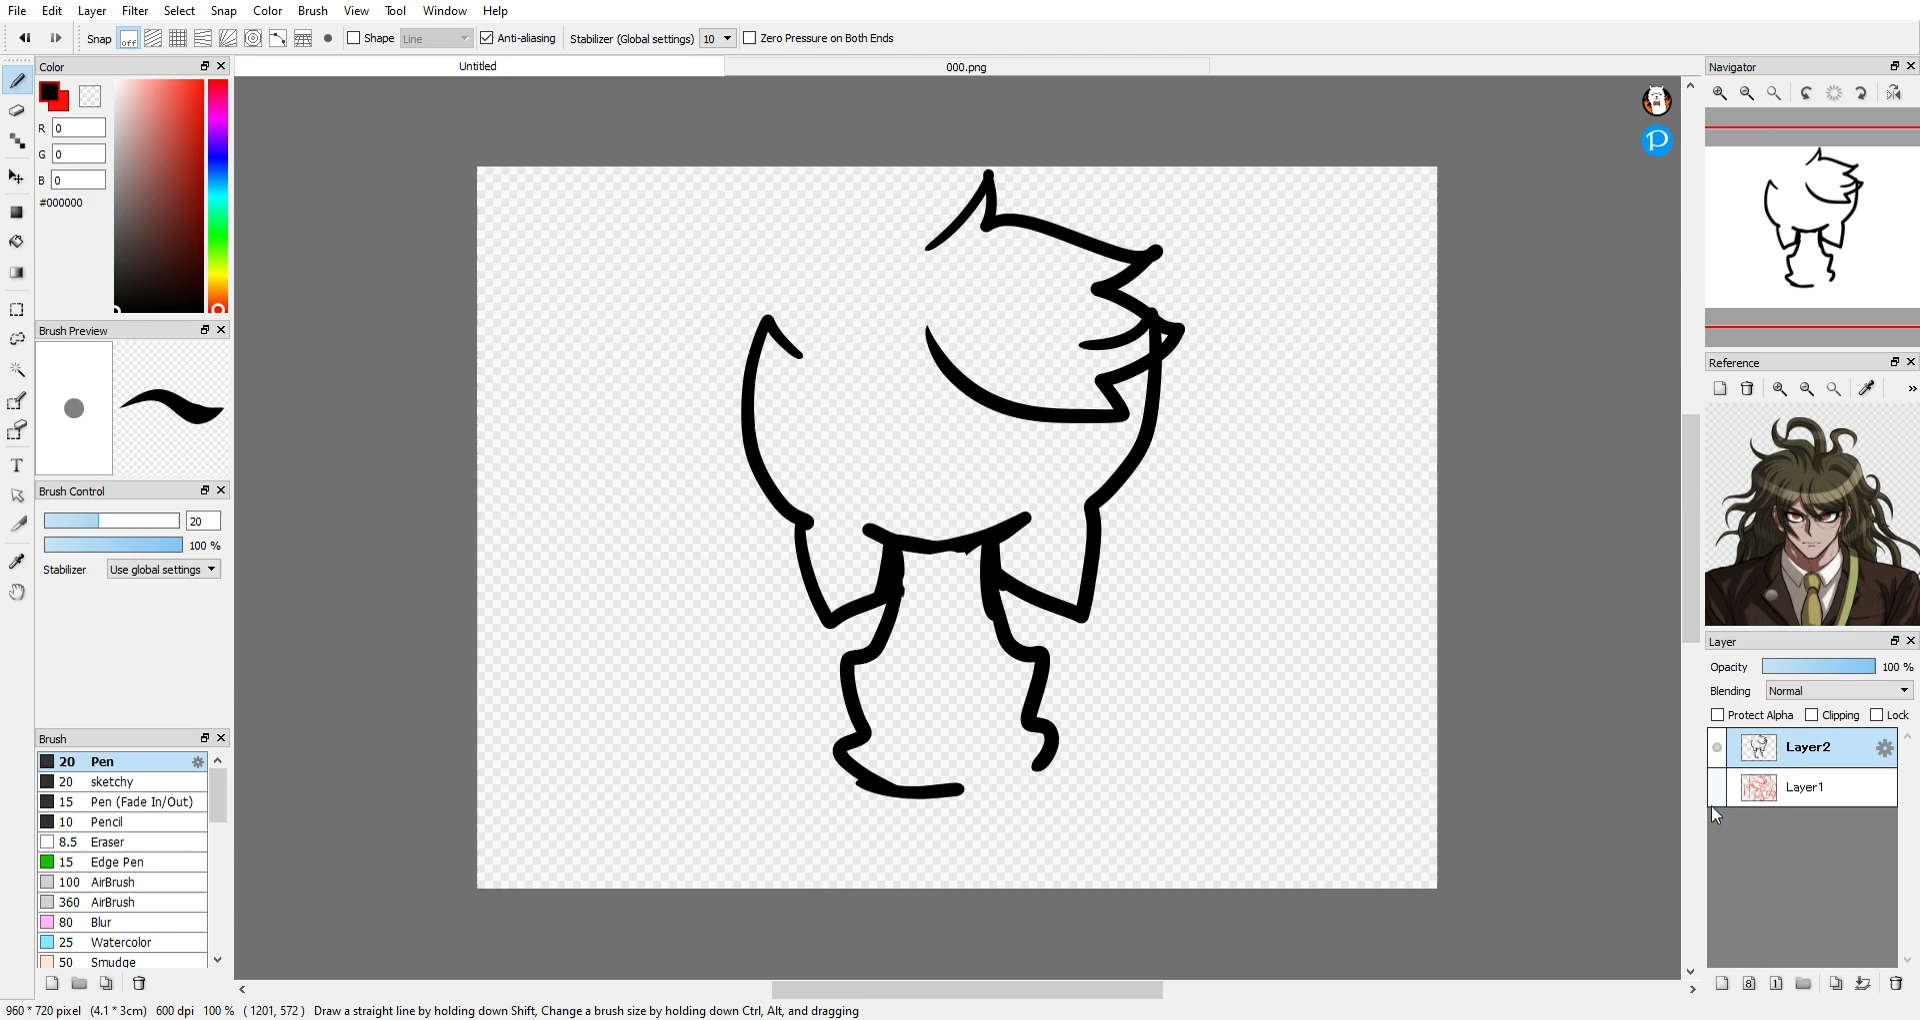 File Edit Layer Filter Select Snap Color Brush View Tool Window Help
Snap off Shape Line Anti-aliasing Stabilizer (Global settings) 10 Zero Pressure on Both Ends
Color
Untitled
000.png
Navigator
R 0
G 0
B 0
#000000
Brush Preview
Reference
»
Brush Control
20
100 %
Stabilizer Use global settings
Layer
Opacity 100 %
Blending Normal
Protect Alpha Clipping Lock
Layer2
Layer1
Brush
20 Pen
20 sketchy
15 Pen (Fade In/Out)
10 Pencil
8.5 Eraser
15 Edge Pen
100 AirBrush
360 AirBrush
80 Blur
25 Watercolor
50 Smudge
960 * 720 pixel (4.1 * 3cm) 600 dpi 100 % ( 1201, 572 ) Draw a straight line by holding down Shift, Change a brush size by holding down Ctrl, Alt, and dragging